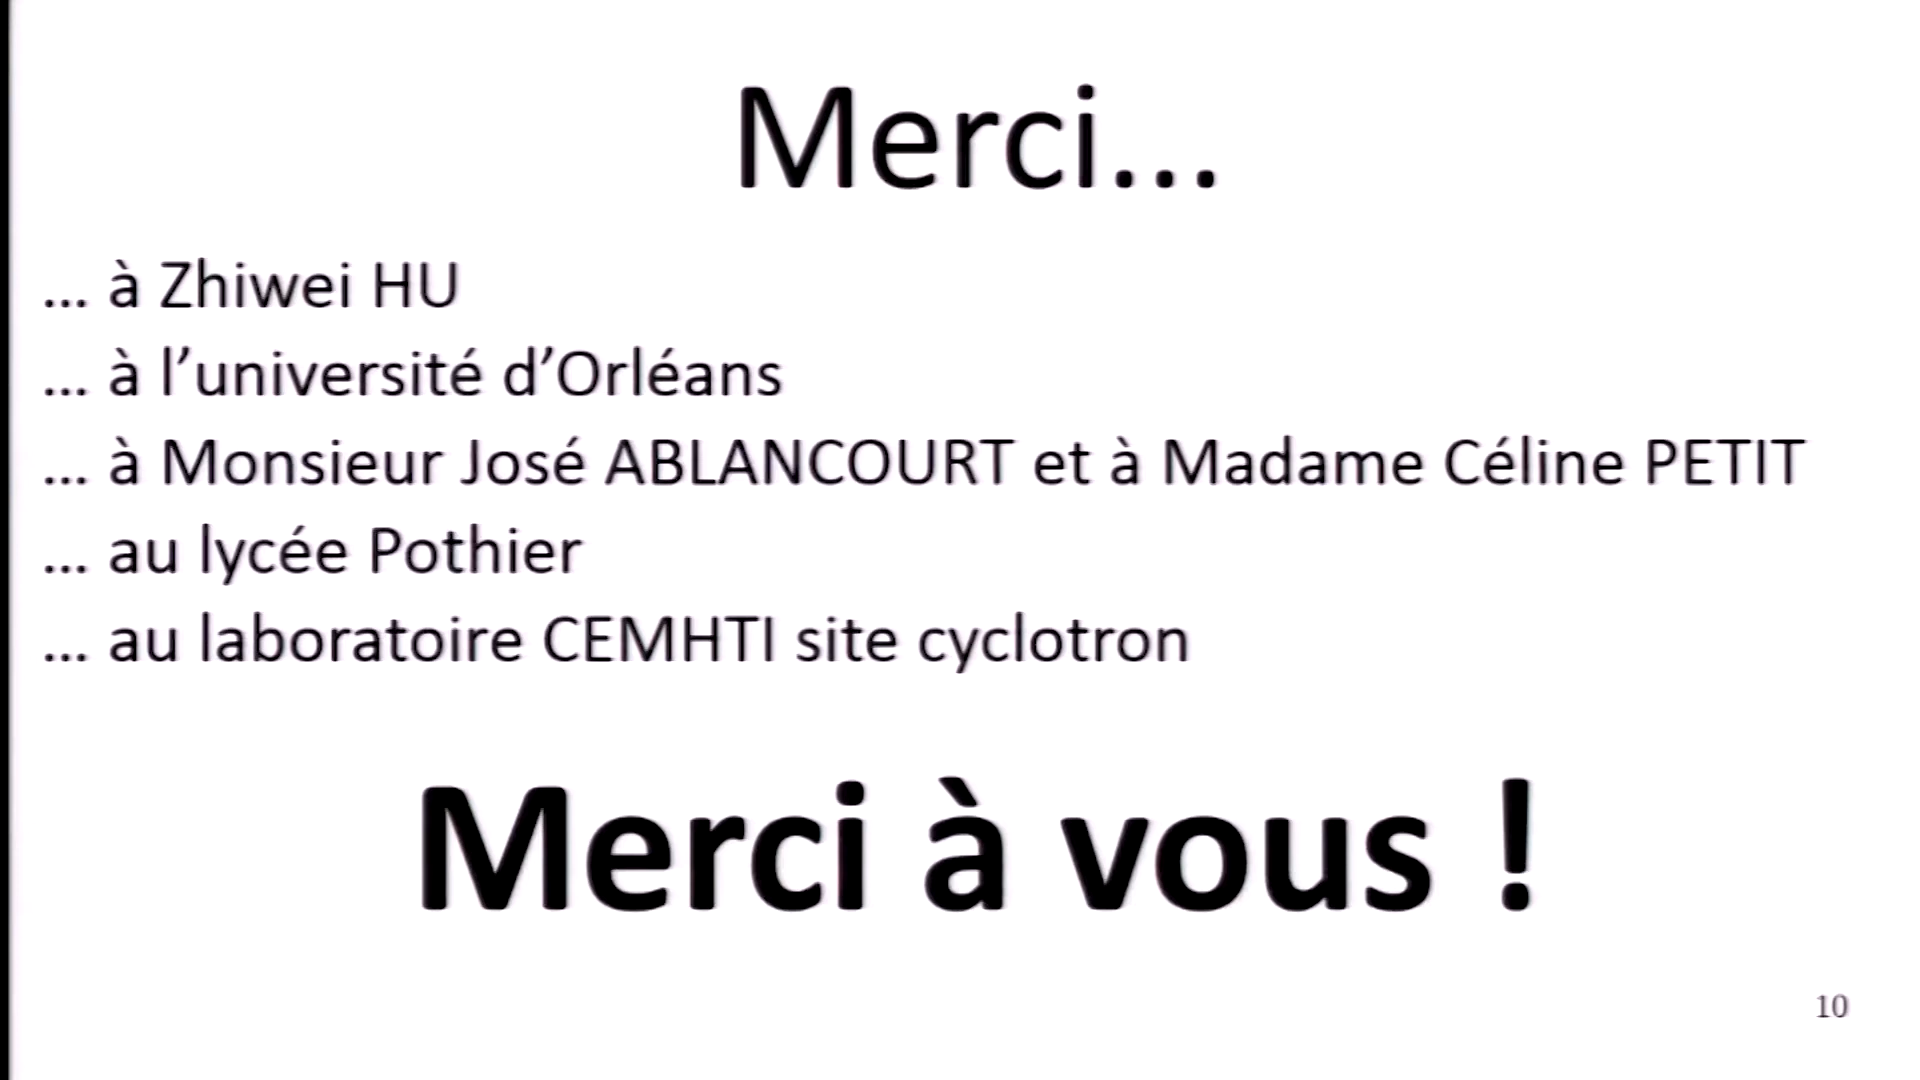 Merci...
... à Zhiwei HU
... à l’université d’Orléans
... à Monsieur José ABLANCOURT et à Madame Céline PETIT
... au lycée Pothier
... au laboratoire CEMHTI site cyclotron
Merci à vous !
10